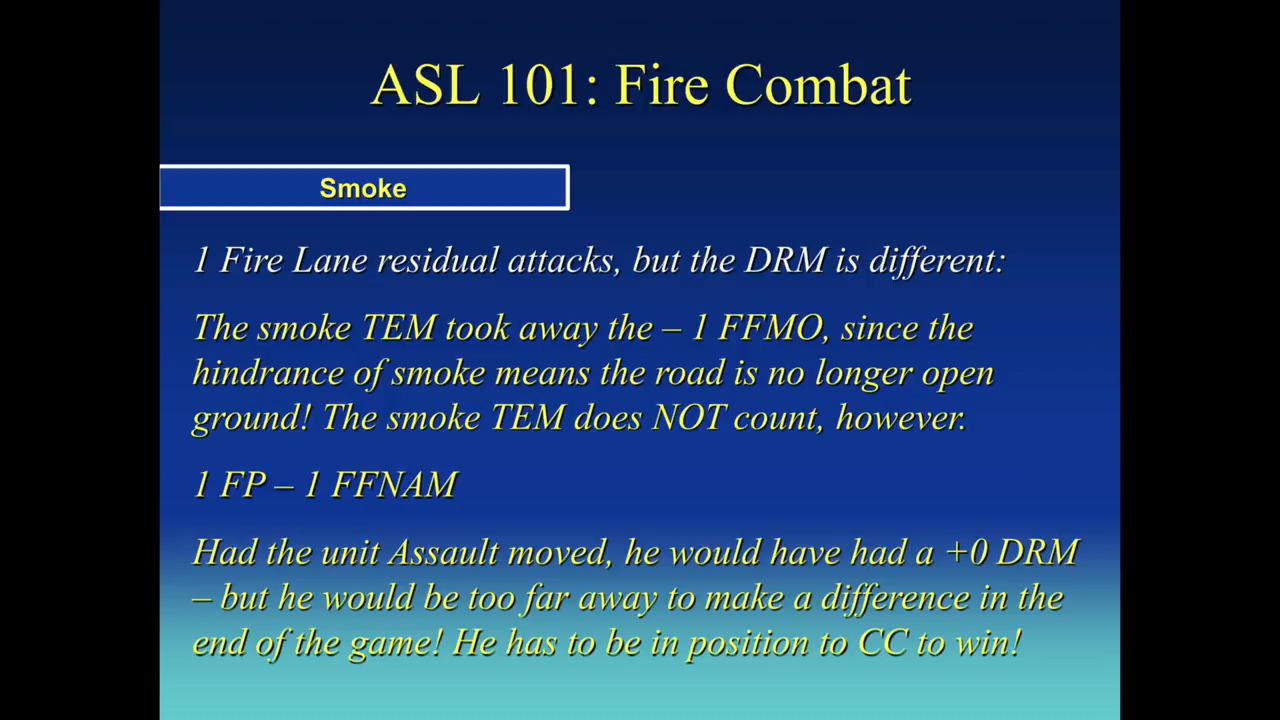 ASL 101: Fire Combat
Smoke
1 Fire Lane residual attacks, but the DRM is different:
The smoke TEM took away the – 1 FFMO, since the
hindrance of smoke means the road is no longer open
ground! The smoke TEM does NOT count, however.
1 FP – 1 FFNAM
Had the unit Assault moved, he would have had a +0 DRM
– but he would be too far away to make a difference in the
end of the game! He has to be in position to CC to win!